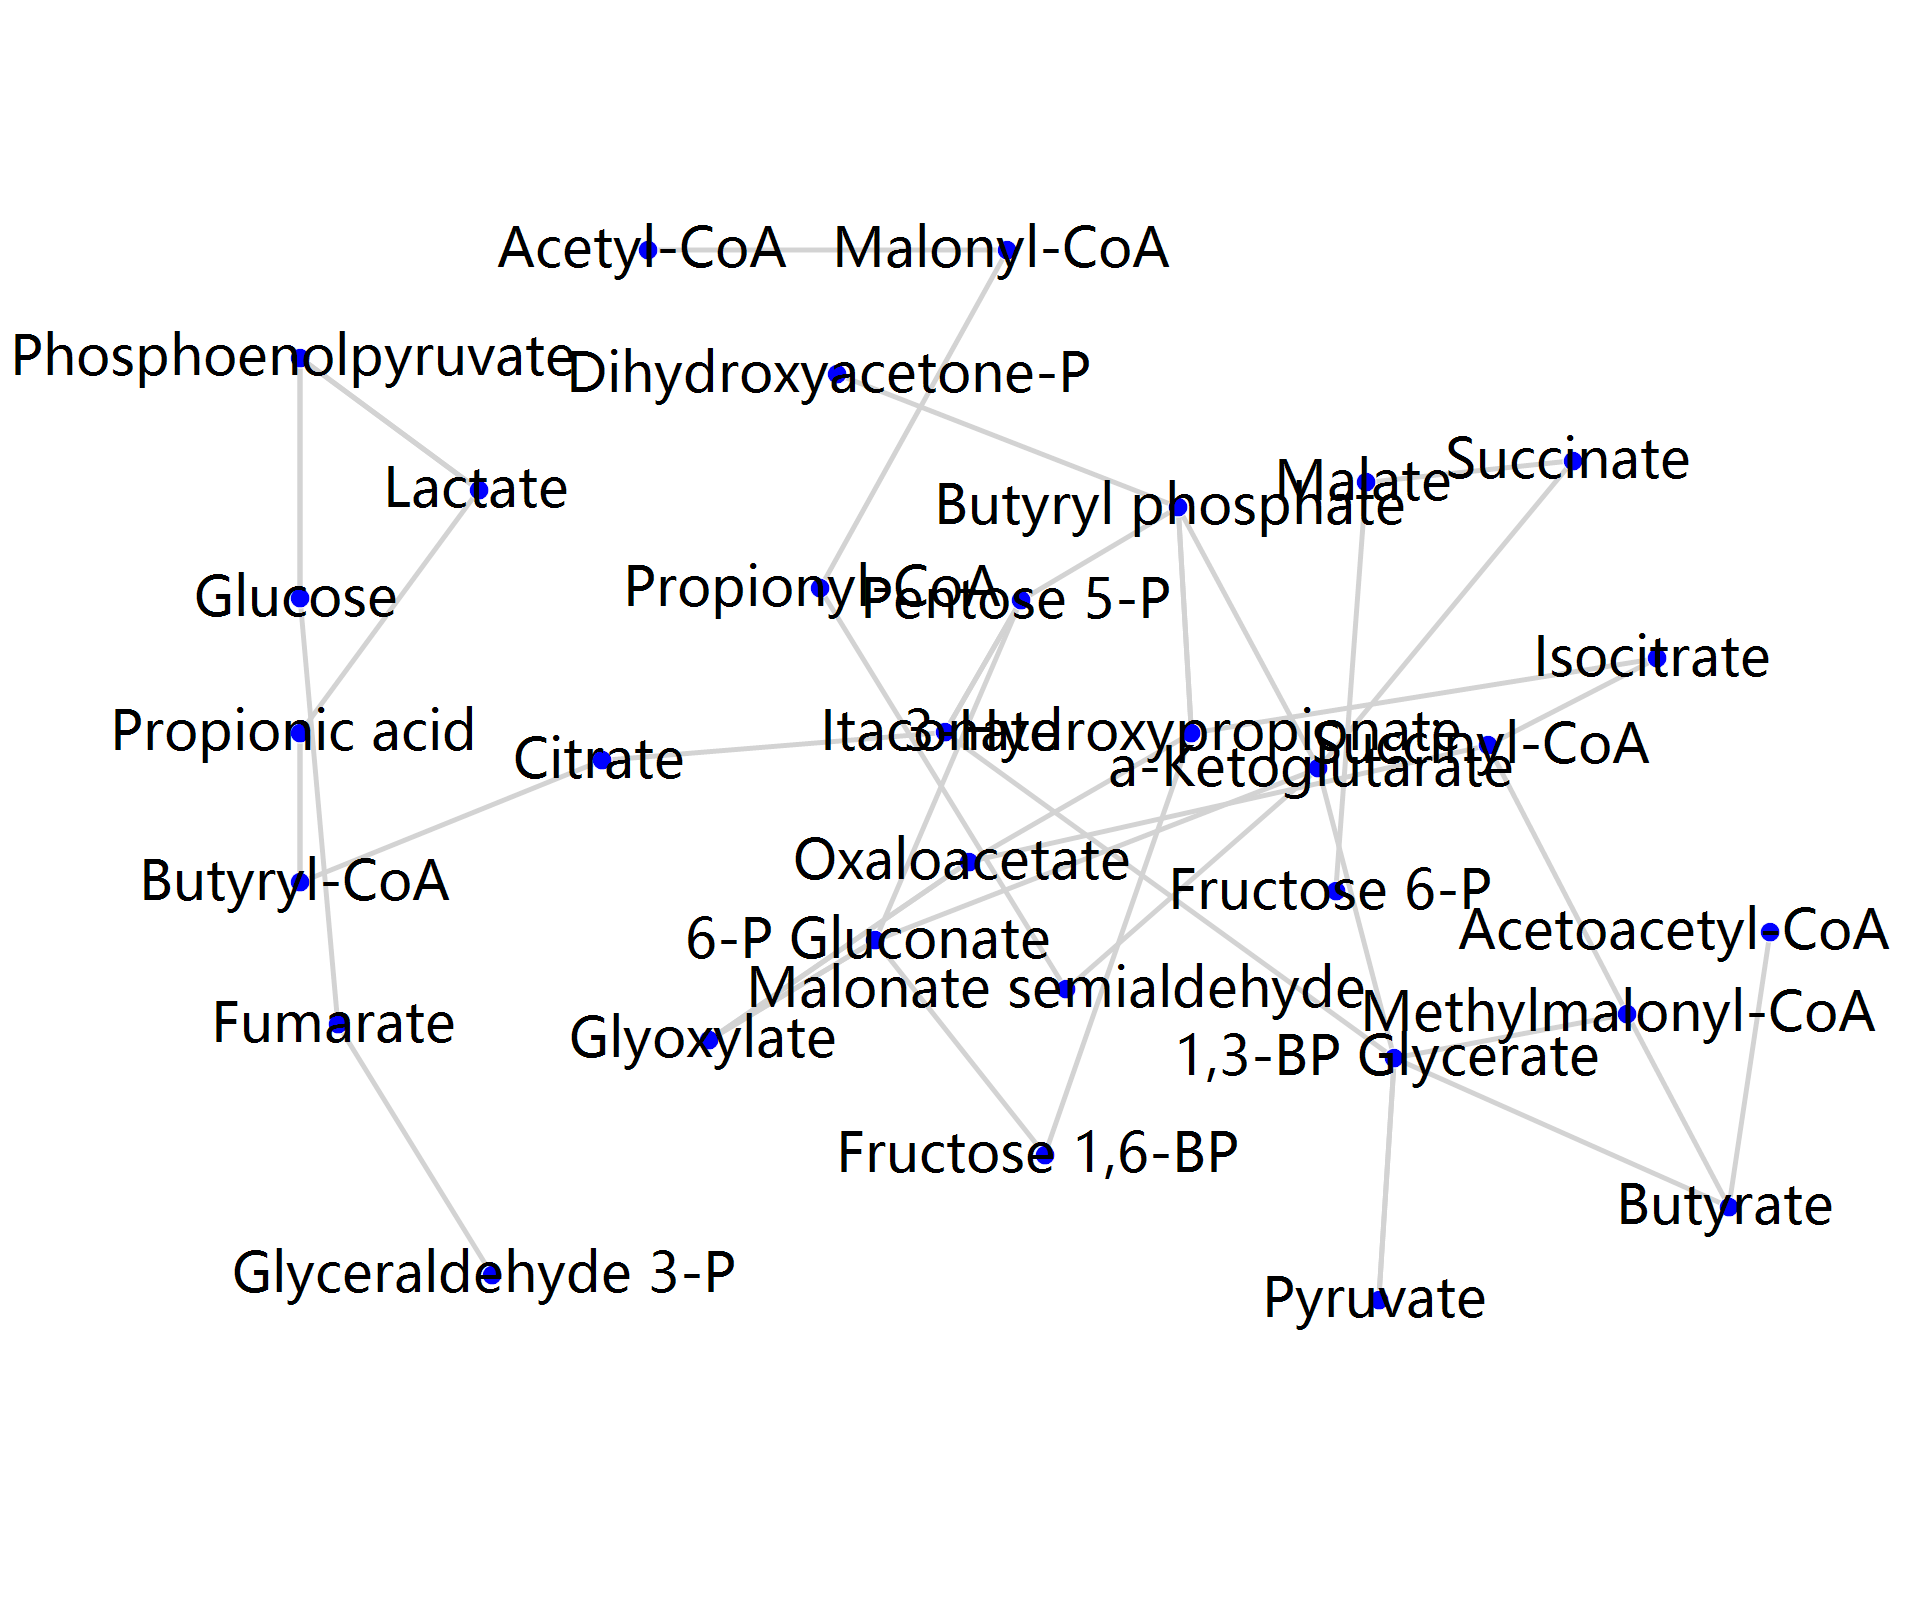 Acetyl-CoA
Malonyl-CoA
Phosphoenolpyruvate
Dihydroxyacetone-P
Succinate
Malate
Lactate
Butyryl phosphate
Propionyl-CoA
Glucose
Pentose 5-P
Isocitrate
Propionic acid
Itaconate
3-Hydroxypropionate
Succinyl-CoA
Citrate
a-Ketoglutarate
Oxaloacetate
Butyryl-CoA
Fructose 6-P
Acetoacetyl-CoA
6-P Gluconate
Malonate semialdehyde
Methylmalonyl-CoA
Fumarate
Glyoxylate
1,3-BP Glycerate
Fructose 1,6-BP
Butyrate
Glyceraldehyde 3-P
Pyruvate